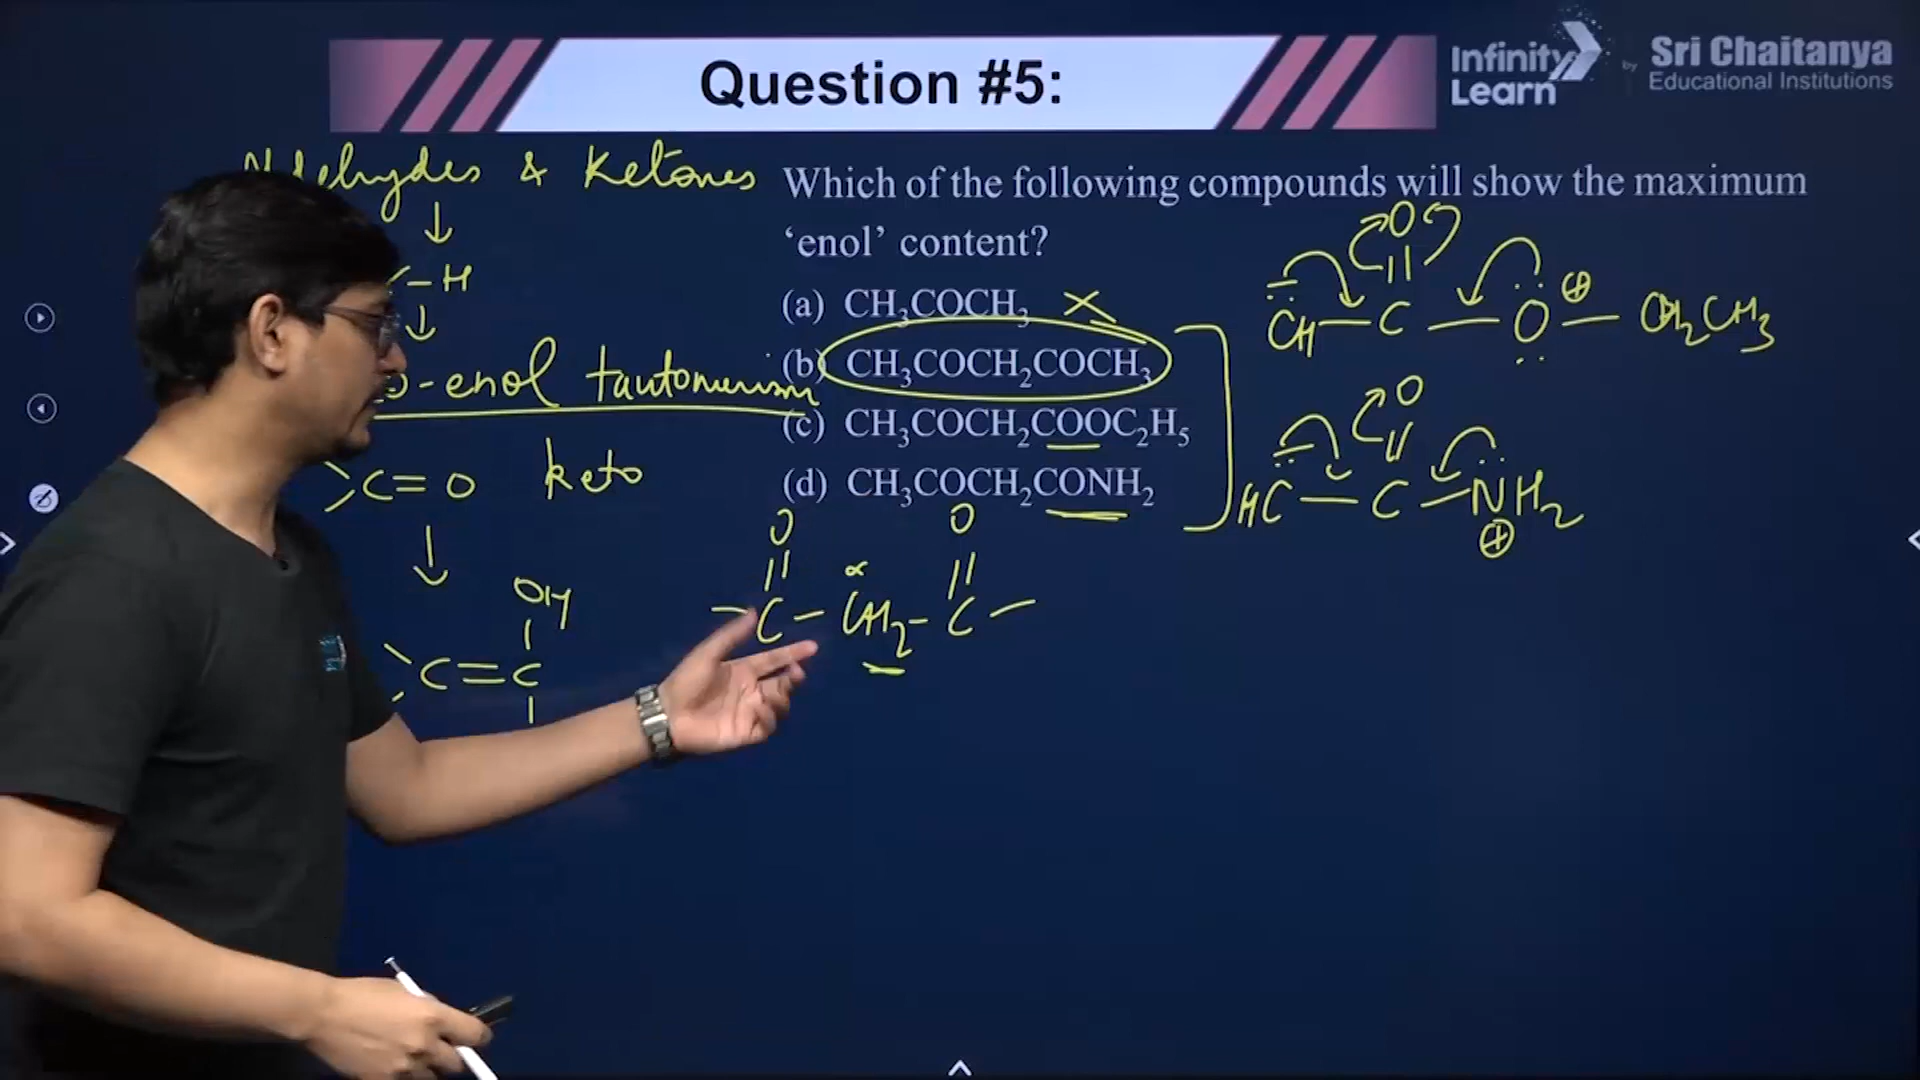 Question #5:
Infinity Learn by Sri Chaitanya Educational Institutions
Aldehydes & Ketones
Which of the following compounds will show the maximum
‘enol’ content?
(a) CH₃COCH₃ ×
(b) CH₃COCH₂COCH₃
(c) CH₃COCH₂COOC₂H₅
(d) CH₃COCH₂CONH₂
-H
-enol tautomerism
C=O keto
OH
C=C
O O
α
C-CH₂-C
O
CH-C-O-CH₂CH₃
⊕
O
HC-C-NH₂
⊕